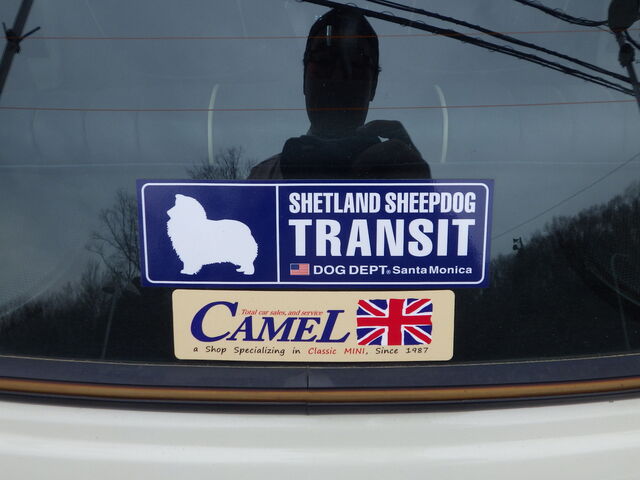 SHETLAND SHEEPDOG
TRANSIT
DOG DEPT® Santa Monica
Total car sales, and service
CAMEL
a Shop Specializing in Classic MINI, Since 1987